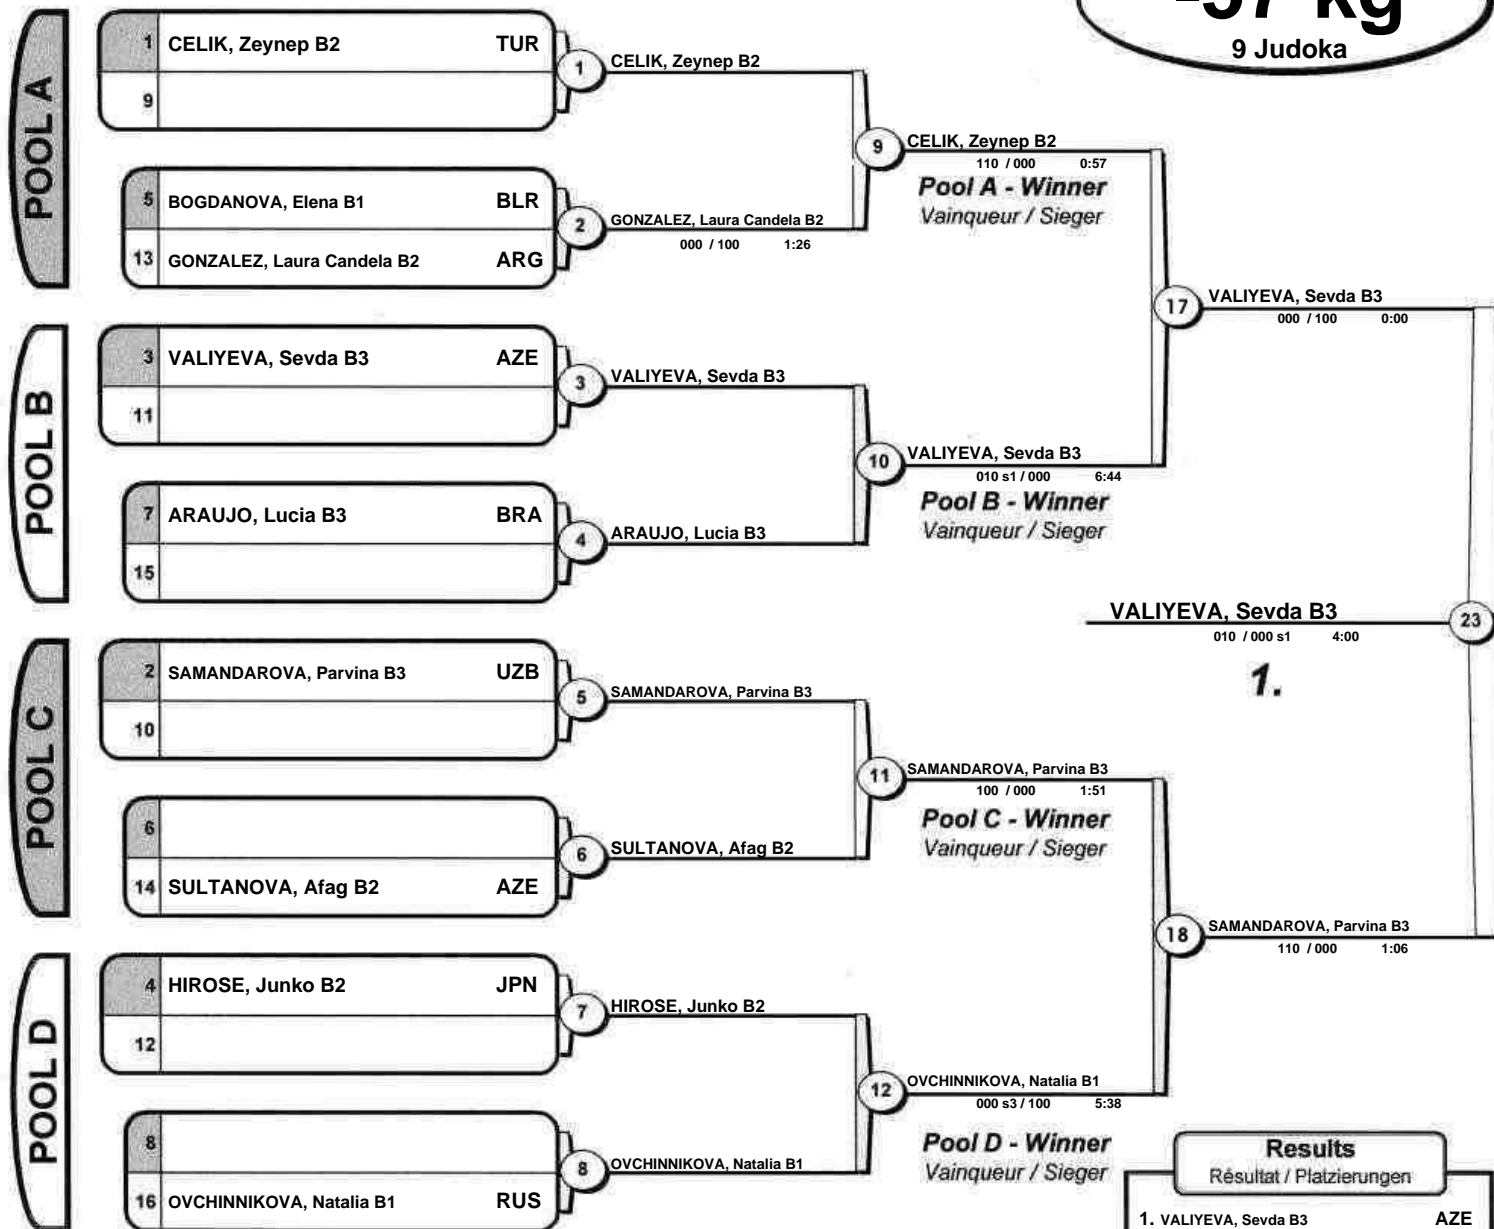 -57 kg
9 Judoka
POOL A
1 CELIK, Zeynep B2 TUR
9
5 BOGDANOVA, Elena B1 BLR
13 GONZALEZ, Laura Candela B2 ARG
1 CELIK, Zeynep B2
2 GONZALEZ, Laura Candela B2
000 / 100 1:26
9 CELIK, Zeynep B2
110 / 000 0:57
Pool A - Winner
Vainqueur / Sieger
POOL B
3 VALIYEVA, Sevda B3 AZE
11
7 ARAUJO, Lucia B3 BRA
15
3 VALIYEVA, Sevda B3
4 ARAUJO, Lucia B3
10 VALIYEVA, Sevda B3
010 s1 / 000 6:44
Pool B - Winner
Vainqueur / Sieger
17 VALIYEVA, Sevda B3
000 / 100 0:00
VALIYEVA, Sevda B3 23
010 / 000 s1 4:00
1.
POOL C
2 SAMANDAROVA, Parvina B3 UZB
10
6
14 SULTANOVA, Afag B2 AZE
5 SAMANDAROVA, Parvina B3
6 SULTANOVA, Afag B2
11 SAMANDAROVA, Parvina B3
100 / 000 1:51
Pool C - Winner
Vainqueur / Sieger
POOL D
4 HIROSE, Junko B2 JPN
12
8
16 OVCHINNIKOVA, Natalia B1 RUS
7 HIROSE, Junko B2
8 OVCHINNIKOVA, Natalia B1
12 OVCHINNIKOVA, Natalia B1
000 s3 / 100 5:38
Pool D - Winner
Vainqueur / Sieger
18 SAMANDAROVA, Parvina B3
110 / 000 1:06
Results
Résultat / Platzierungen
1. VALIYEVA, Sevda B3 AZE